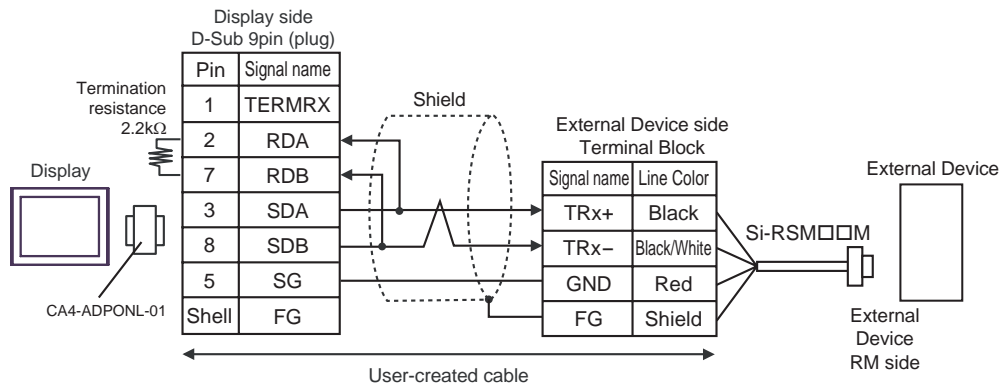 Display side
D-Sub 9pin (plug)
Pin Signal name
1 TERMRX
2 RDA
7 RDB
3 SDA
8 SDB
5 SG
Shell FG
Termination
resistance
2.2kΩ
Display
CA4-ADPONL-01
Shield
External Device side
Terminal Block
Signal name Line Color
TRx+ Black
TRx− Black/White
GND Red
FG Shield
Si-RSM□□M
External Device
External
Device
RM side
User-created cable